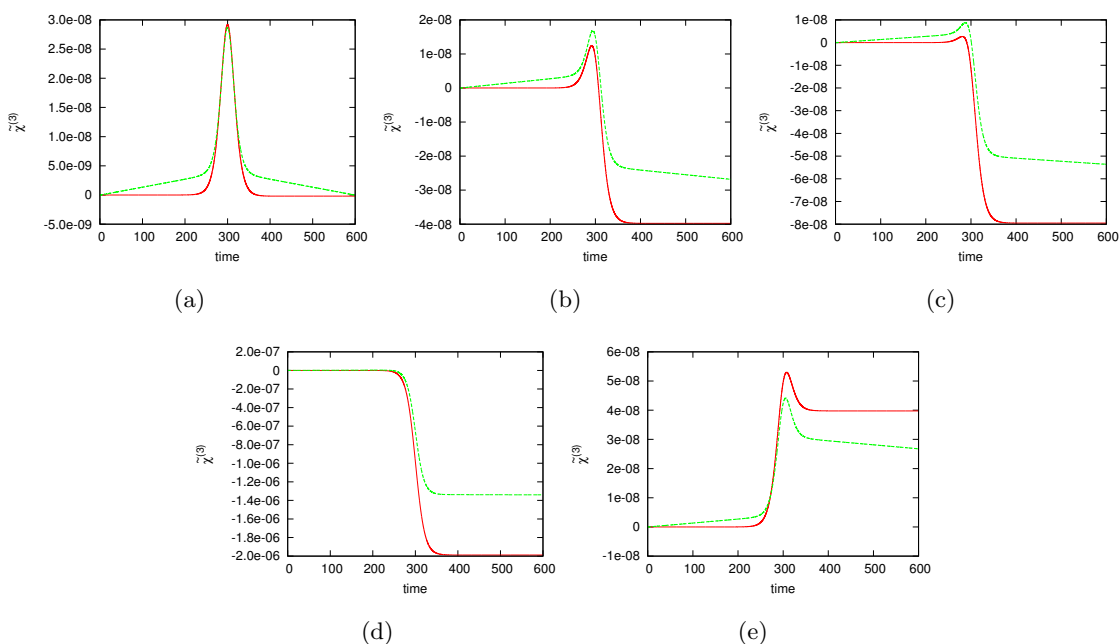 3.0e-08
2.5e-08
2.0e-08
1.5e-08
1.0e-08
5.0e-09
0
-5.0e-09
χ̃(3)
0 100 200 300 400 500 600
time
(a)
2e-08
1e-08
0
-1e-08
-2e-08
-3e-08
-4e-08
χ̃(3)
0 100 200 300 400 500 600
time
(b)
1e-08
0
-1e-08
-2e-08
-3e-08
-4e-08
-5e-08
-6e-08
-7e-08
-8e-08
χ̃(3)
0 100 200 300 400 500 600
time
(c)
2.0e-07
0
-2.0e-07
-4.0e-07
-6.0e-07
-8.0e-07
-1.0e-06
-1.2e-06
-1.4e-06
-1.6e-06
-1.8e-06
-2.0e-06
χ̃(3)
0 100 200 300 400 500 600
time
(d)
6e-08
5e-08
4e-08
3e-08
2e-08
1e-08
0
-1e-08
χ̃(3)
0 100 200 300 400 500 600
time
(e)